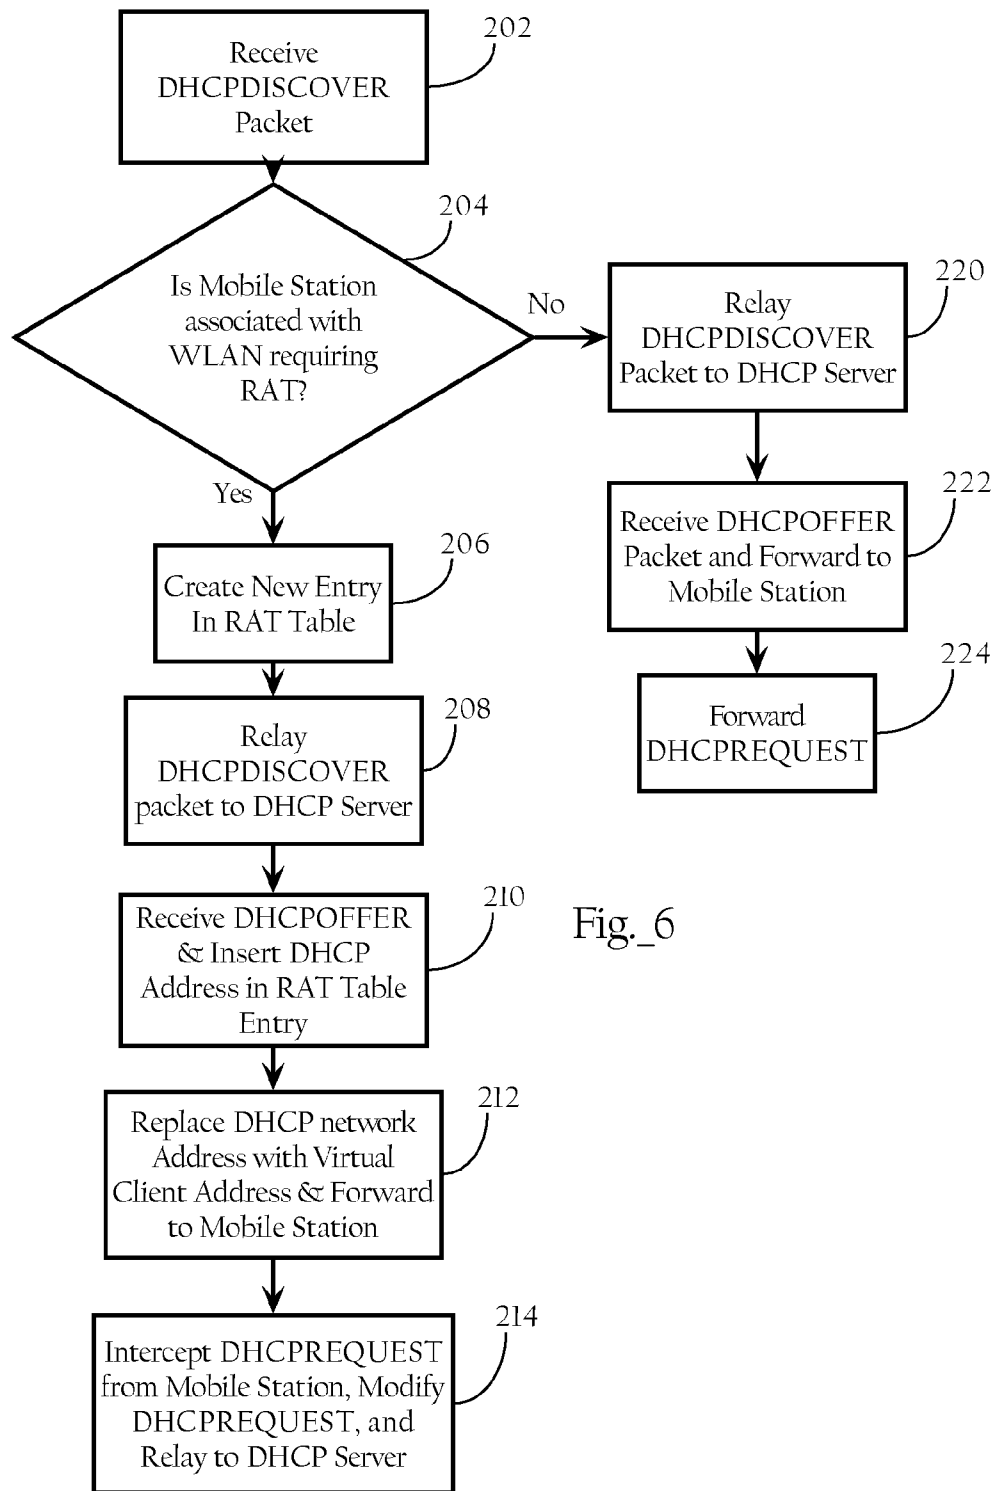 202
Receive
DHCPDISCOVER
Packet
204
Is Mobile Station
associated with
WLAN requiring
RAT?
No
Yes
220
Relay
DHCPDISCOVER
Packet to DHCP Server
222
Receive DHCPOFFER
Packet and Forward to
Mobile Station
224
Forward
DHCPREQUEST
206
Create New Entry
In RAT Table
208
Relay
DHCPDISCOVER
packet to DHCP Server
210
Receive DHCPOFFER
& Insert DHCP
Address in RAT Table
Entry
Fig._6
212
Replace DHCP network
Address with Virtual
Client Address & Forward
to Mobile Station
214
Intercept DHCPREQUEST
from Mobile Station, Modify
DHCPREQUEST, and
Relay to DHCP Server